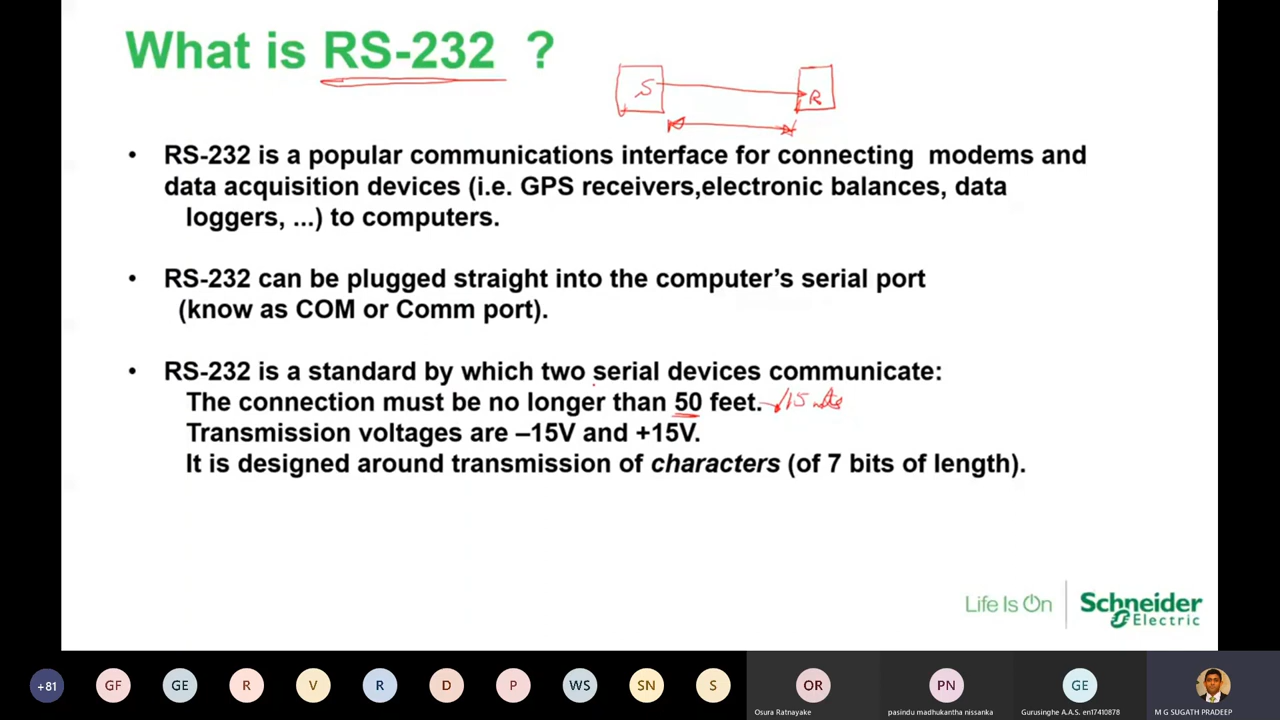 What is RS-232 ?
S
R
• RS-232 is a popular communications interface for connecting modems and
data acquisition devices (i.e. GPS receivers,electronic balances, data
loggers, ...) to computers.
• RS-232 can be plugged straight into the computer's serial port
(know as COM or Comm port).
• RS-232 is a standard by which two serial devices communicate:
The connection must be no longer than 50 feet. 15
Transmission voltages are –15V and +15V.
It is designed around transmission of characters (of 7 bits of length).
Life Is On Schneider
Electric
+81 GF GE R V R D P WS SN S OR PN GE
Osura Ratnayake pasindu madhukantha nissanka Gurusinghe A.A.S. en17410878 M G SUGATH PRADEEP